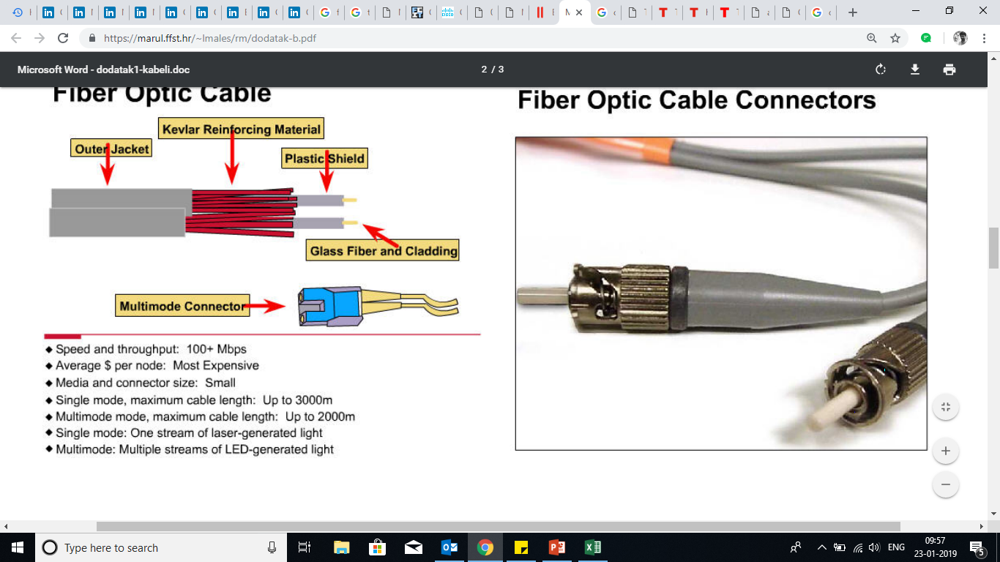 https://marul.ffst.hr/~lmales/rm/dodatak-b.pdf
Microsoft Word - dodatak1-kabeli.doc
2 / 3
Fiber Optic Cable
Kevlar Reinforcing Material
Outer Jacket
Plastic Shield
Glass Fiber and Cladding
Multimode Connector
◆ Speed and throughput: 100+ Mbps
◆ Average $ per node: Most Expensive
◆ Media and connector size: Small
◆ Single mode, maximum cable length: Up to 3000m
◆ Multimode mode, maximum cable length: Up to 2000m
◆ Single mode: One stream of laser-generated light
◆ Multimode: Multiple streams of LED-generated light
Fiber Optic Cable Connectors
Type here to search
ENG
09:57
23-01-2019
5